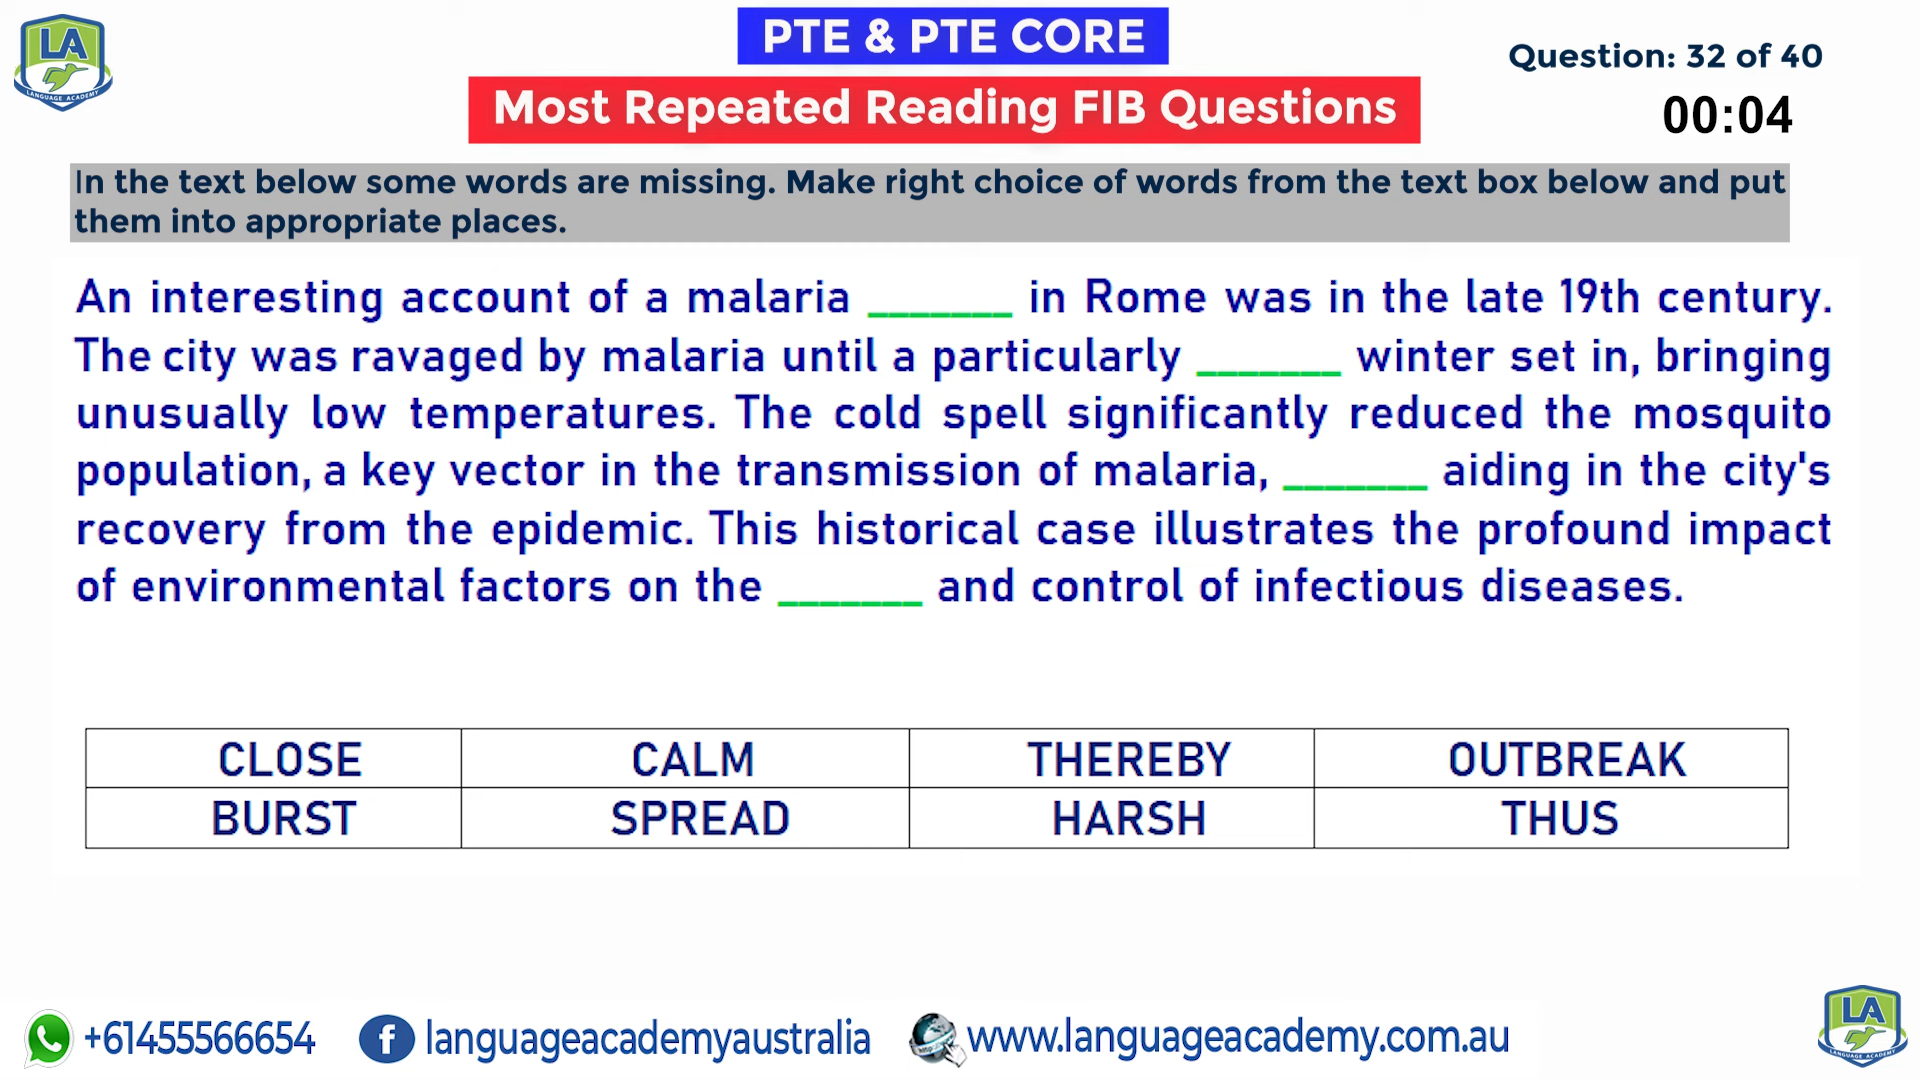 LA
LANGUAGE ACADEMY
PTE & PTE CORE
Most Repeated Reading FIB Questions
Question: 32 of 40
00:04
In the text below some words are missing. Make right choice of words from the text box below and put
them into appropriate places.
An interesting account of a malaria _______ in Rome was in the late 19th century.
The city was ravaged by malaria until a particularly _______ winter set in, bringing
unusually low temperatures. The cold spell significantly reduced the mosquito
population, a key vector in the transmission of malaria, _______ aiding in the city's
recovery from the epidemic. This historical case illustrates the profound impact
of environmental factors on the _______ and control of infectious diseases.
CLOSE CALM THEREBY OUTBREAK
BURST SPREAD HARSH THUS
+61455566654 languageacademyaustralia www.languageacademy.com.au
LA
LANGUAGE ACADEMY